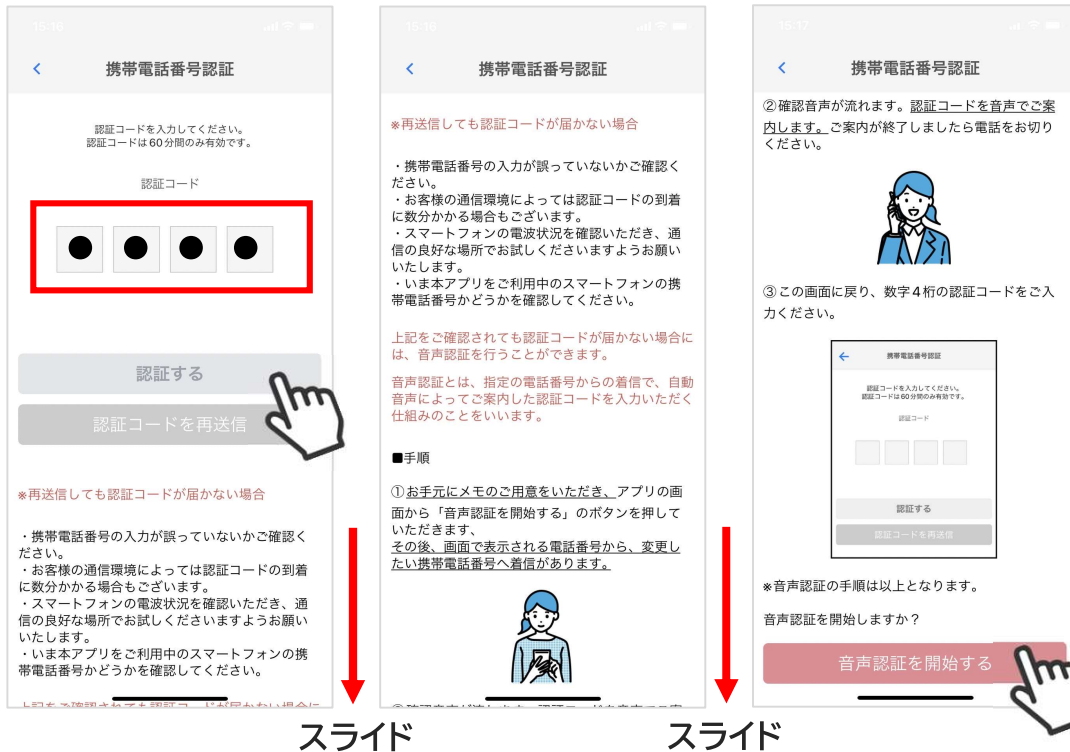 15:16
携帯電話番号認証
認証コードを入力してください。
認証コードは60分間のみ有効です。
認証コード
認証する
認証コードを再送信
※再送信しても認証コードが届かない場合
・携帯電話番号の入力が誤っていないかご確認く
ださい。
・お客様の通信環境によっては認証コードの到着
に数分かかる場合もございます。
・スマートフォンの電波状況を確認いただき、通
信の良好な場所でお試しくださいますようお願い
いたします。
・いま本アプリをご利用中のスマートフォンの携
帯電話番号かどうかを確認してください。
上記をご確認されても認証コードが届かない場合に
スライド
15:16
携帯電話番号認証
※再送信しても認証コードが届かない場合
・携帯電話番号の入力が誤っていないかご確認く
ださい。
・お客様の通信環境によっては認証コードの到着
に数分かかる場合もございます。
・スマートフォンの電波状況を確認いただき、通
信の良好な場所でお試しくださいますようお願い
いたします。
・いま本アプリをご利用中のスマートフォンの携
帯電話番号かどうかを確認してください。
上記をご確認されても認証コードが届かない場合に
は、音声認証を行うことができます。
音声認証とは、指定の電話番号からの着信で、自動
音声によってご案内した認証コードを入力いただく
仕組みのことをいいます。
■手順
①お手元にメモのご用意をいただき、アプリの画
面から「音声認証を開始する」のボタンを押して
いただきます、
その後、画面で表示される電話番号から、変更し
たい携帯電話番号へ着信があります。
スライド
15:17
携帯電話番号認証
②確認音声が流れます。認証コードを音声でご案
内します。ご案内が終了しましたら電話をお切り
ください。
③この画面に戻り、数字4桁の認証コードをご入
力ください。
携帯電話番号認証
認証コードを入力してください。
認証コードは60分間のみ有効です。
認証コード
認証する
認証コードを再送信
※音声認証の手順は以上となります。
音声認証を開始しますか？
音声認証を開始する